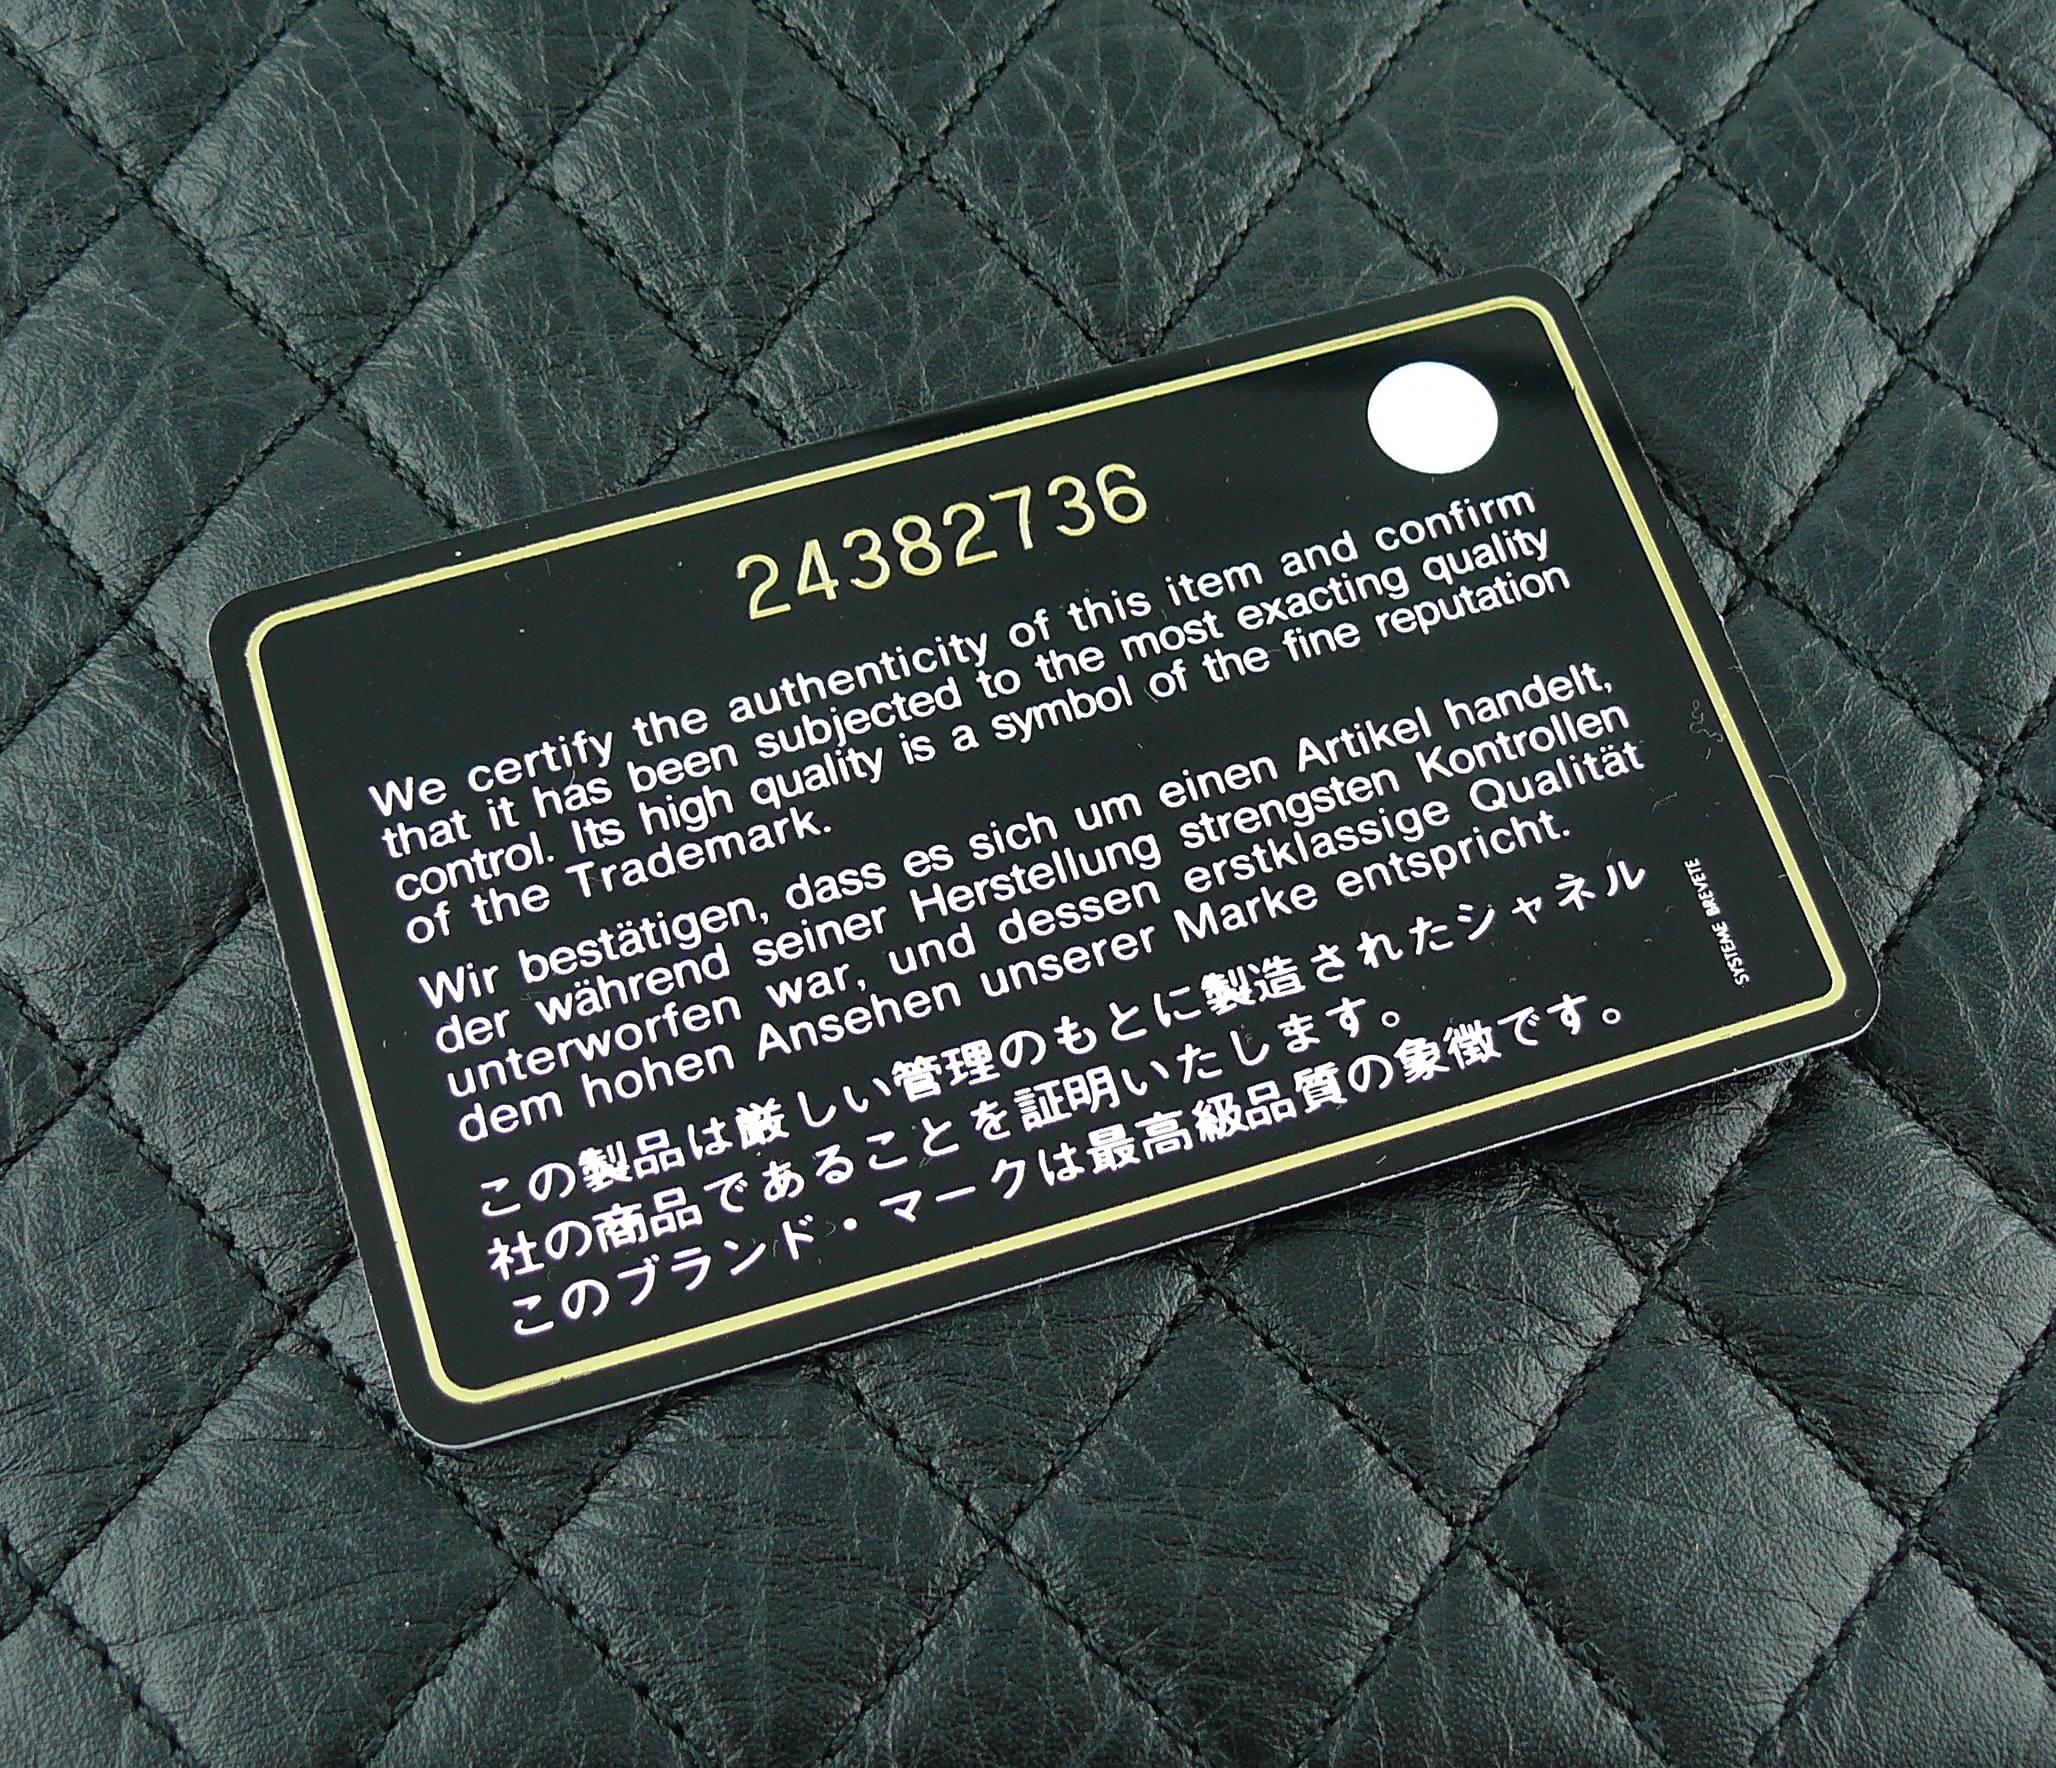 24382736
We certify the authenticity of this item and confirm
that it has been subjected to the most exacting quality
control. Its high quality is a symbol of the fine reputation
of the Trademark.
Wir bestätigen, dass es sich um einen Artikel handelt,
der während seiner Herstellung strengsten Kontrollen
unterworfen war, und dessen erstklassige Qualität
dem hohen Ansehen unserer Marke entspricht.
この製品は厳しい管理のもとに製造されたシャネル
社の商品であることを証明いたします。
このブランド・マークは最高級品質の象徴です。
SYSTEME BREVETE